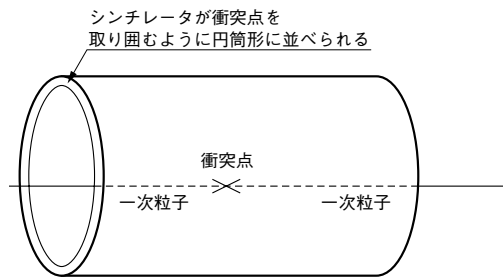 シンチレータが衝突点を
取り囲むように円筒形に並べられる
衝突点
一次粒子
一次粒子